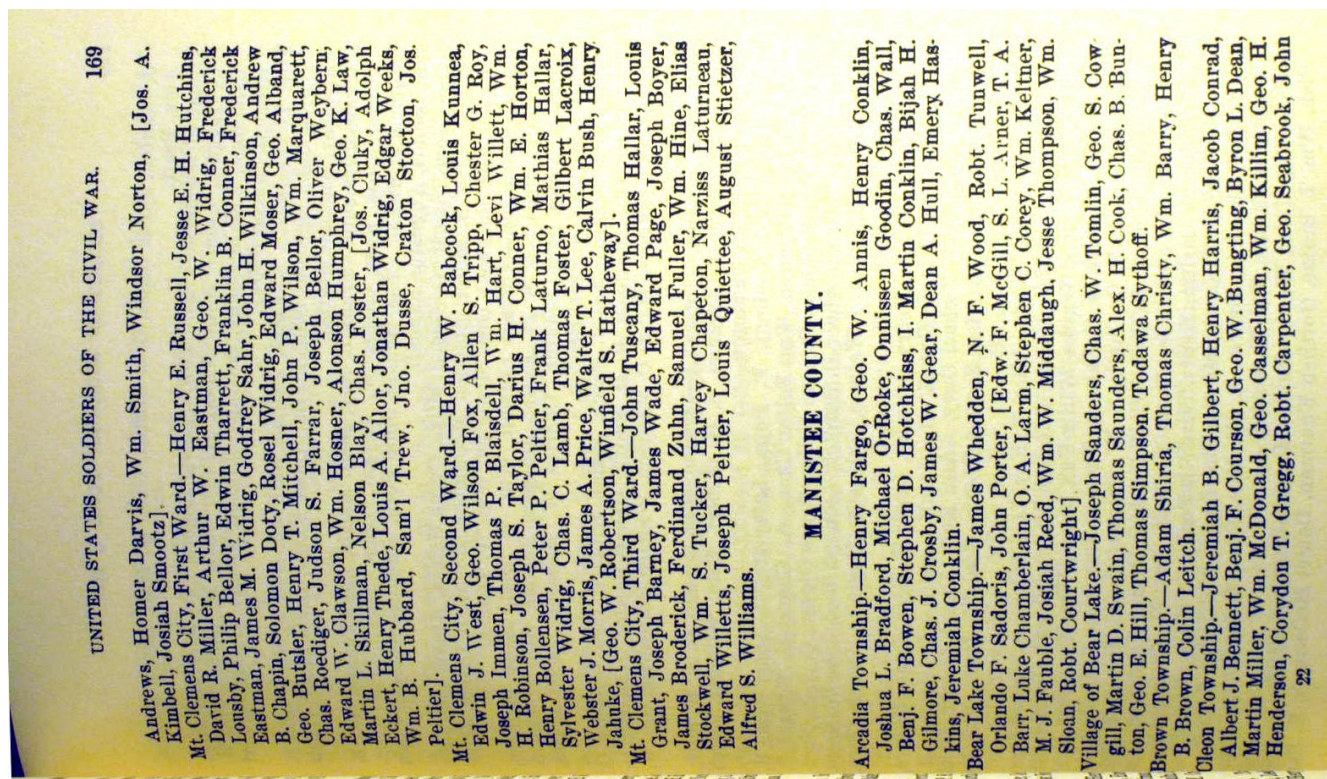 UNITED STATES SOLDIERS OF THE CIVIL WAR. 169
Andrews, Homer Darvis, Wm. Smith, Windsor Norton, [Jos. A.
Kimbell, Josiah Smootz].
Mt. Clemens City, First Ward.—Henry E. Russell, Jesse E. H. Hutchins,
David R. Miller, Arthur W. Eastman, Geo. W. Widrig, Frederick
Lousby, Philip Bellor, Edwin Tharrett, Franklin B. Conner, Frederick
Eastman, James M. Widrig, Godfrey Sahr, John H. Wilkinson, Andrew
B. Chapin, Solomon Doty, Rosel Widrig, Edward Moser, Geo. Alband,
Geo. Butsler, Henry T. Mitchell, John P. Wilson, Wm. Marquarett,
Chas. Roediger, Judson S. Farrar, Joseph Bellor, Oliver Weybern,
Edward W. Clawson, Wm. Hosner, Alonson Humphrey, Geo. K. Law,
Martin L. Skillman, Nelson Blay, Chas. Foster, [Jos. Cluky, Adolph
Eckert, Henry Thede, Louis A. Allor, Jonathan Widrig, Edgar Weeks,
Wm. B. Hubbard, Sam'l Trew, Jno. Dusse, Craton Stocton, Jos.
Peltier].
Mt. Clemens City, Second Ward.—Henry W. Babcock, Louis Kunnea,
Edwin J. West, Geo. Wilson Fox, Allen S. Tripp, Chester G. Roy,
Joseph Immen, Thomas P. Blaisdell, Wm. Hart, Levi Willett, Wm.
H. Robinson, Joseph S. Taylor, Darius H. Conner, Wm. E. Horton,
Henry Bollensen, Peter P. Peltier, Frank Laturno, Mathias Hallar,
Sylvester Widrig, Chas. C. Lamb, Thomas Foster, Gilbert Lacroix,
Webster J. Morris, James A. Price, Walter T. Lee, Calvin Bush, Henry
Jahuke, [Geo. W. Robertson, Winfield S. Hatheway].
Mt. Clemens City, Third Ward.—John Tuscany, Thomas Hallar, Louis
Grant, Joseph Barney, James Wade, Edward Page, Joseph Boyer,
James Broderick, Ferdinand Zuhn, Samuel Fuller, Wm. Hine, Elias
Stockwell, Wm. S. Tucker, Harvey Chapeton, Narziss Laturneau,
Edward Willetts, Joseph Peltier, Louis Quiettee, August Stietzer,
Alfred S. Williams.
MANISTEE COUNTY.
Arcadia Township.—Henry Fargo, Geo. W. Annis, Henry Conklin,
Joshua L. Bradford, Michael OrRoke, Onnissen Goodin, Chas. Wall,
Benj. F. Bowen, Stephen D. Hotchkiss, I. Martin Conklin, Bijah H.
Gilmore, Chas. J. Crosby, James W. Gear, Dean A. Hull, Emery Has-
kins, Jeremiah Conklin.
Bear Lake Township.—James Whedden, N. F. Wood, Robt. Tunwell,
Orlando F. Sadoris, John Porter, [Edw. F. McGill, S. L. Arner, T. A.
Barr, Luke Chamberlain, O. A. Larm, Stephen C. Corey, Wm. Keltner,
M. J. Fauble, Josiah Reed, Wm. W. Middaugh, Jesse Thompson, Wm.
Sloan, Robt. Courtwright].
Village of Bear Lake.—Joseph Sanders, Chas. W. Tomlin, Geo. S. Cow-
gill, Martin D. Swain, Thomas Saunders, Alex. H. Cook, Chas. B. Bun-
ton, Geo. E. Hill, Thomas Simpson, Todawa Sythoff.
Brown Township.—Adam Shiria, Thomas Christy, Wm. Barry, Henry
B. Brown, Colin Leitch.
Cleon Township.—Jeremiah B. Gilbert, Henry Harris, Jacob Conrad,
Albert J. Bennett, Benj. F. Courson, Geo. W. Bungting, Byron L. Dean,
Martin Miller, Wm. McDonald, Geo. Casselman, Wm. Killim, Geo. H.
Henderson, Corydon T. Gregg, Robt. Carpenter, Geo. Seabrook, John
22